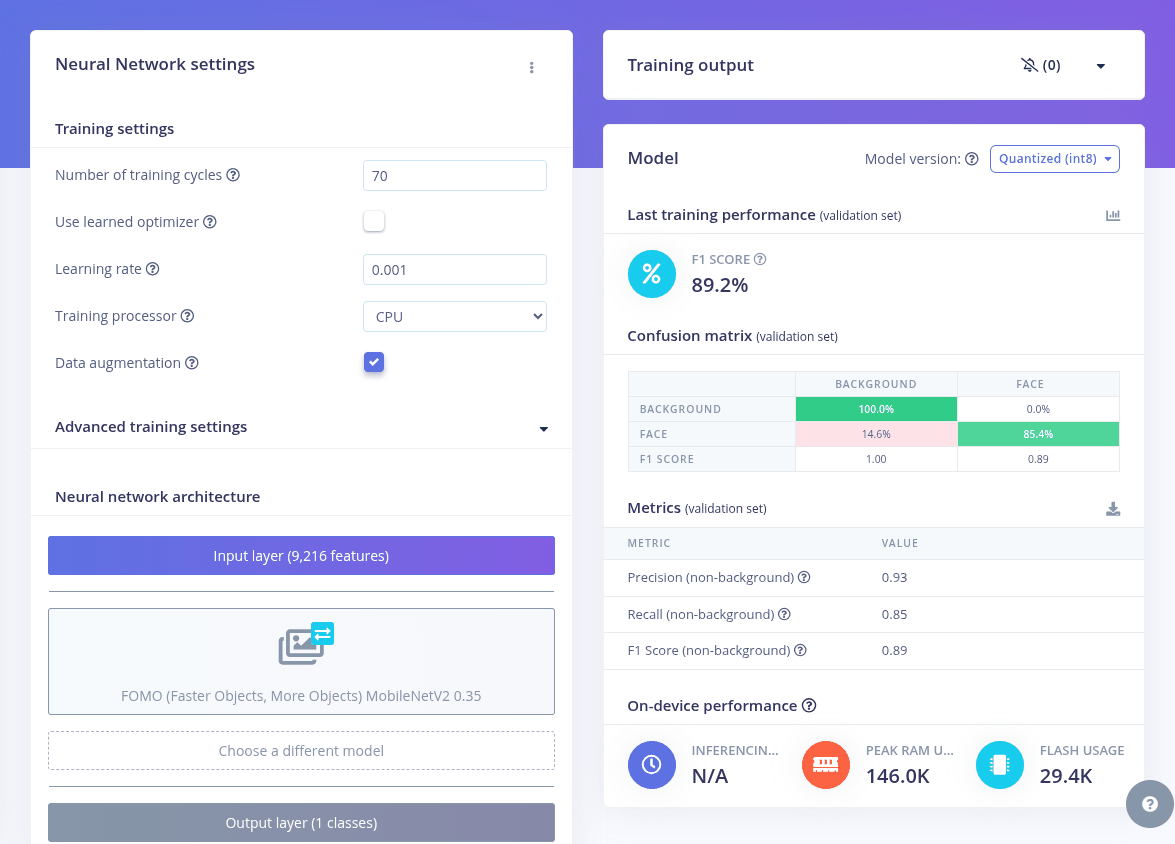 Neural Network settings
Training settings
Number of training cycles
70
Use learned optimizer
Learning rate
0.001
Training processor
CPU
Data augmentation
Advanced training settings
Neural network architecture
Input layer (9,216 features)
FOMO (Faster Objects, More Objects) MobileNetV2 0.35
Choose a different model
Output layer (1 classes)
Training output
(0)
Model
Model version:
Quantized (int8)
Last training performance (validation set)
%
F1 SCORE
89.2%
Confusion matrix (validation set)
BACKGROUND FACE
BACKGROUND 100.0% 0.0%
FACE 14.6% 85.4%
F1 SCORE 1.00 0.89
Metrics (validation set)
METRIC VALUE
Precision (non-background) 0.93
Recall (non-background) 0.85
F1 Score (non-background) 0.89
On-device performance
INFERENCIN... PEAK RAM U... FLASH USAGE
N/A 146.0K 29.4K